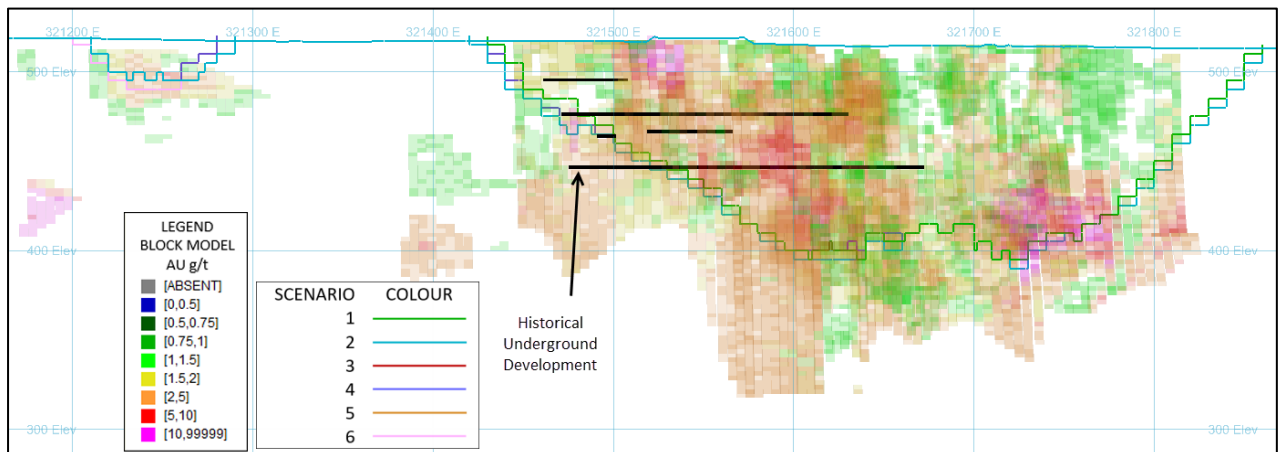 321200 E
321300 E
321400 E
321500 E
321600 E
321700 E
321800 E
500 Elev
500 Elev
500 Elev
400 Elev
400 Elev
300 Elev
300 Elev
LEGEND
BLOCK MODEL
AU g/t
[ABSENT]
[0,0.5]
[0.5,0.75]
[0.75,1]
[1,1.5]
[1.5,2]
[2,5]
[5,10]
[10,99999]
SCENARIO COLOUR
1
2
3
4
5
6
Historical
Underground
Development